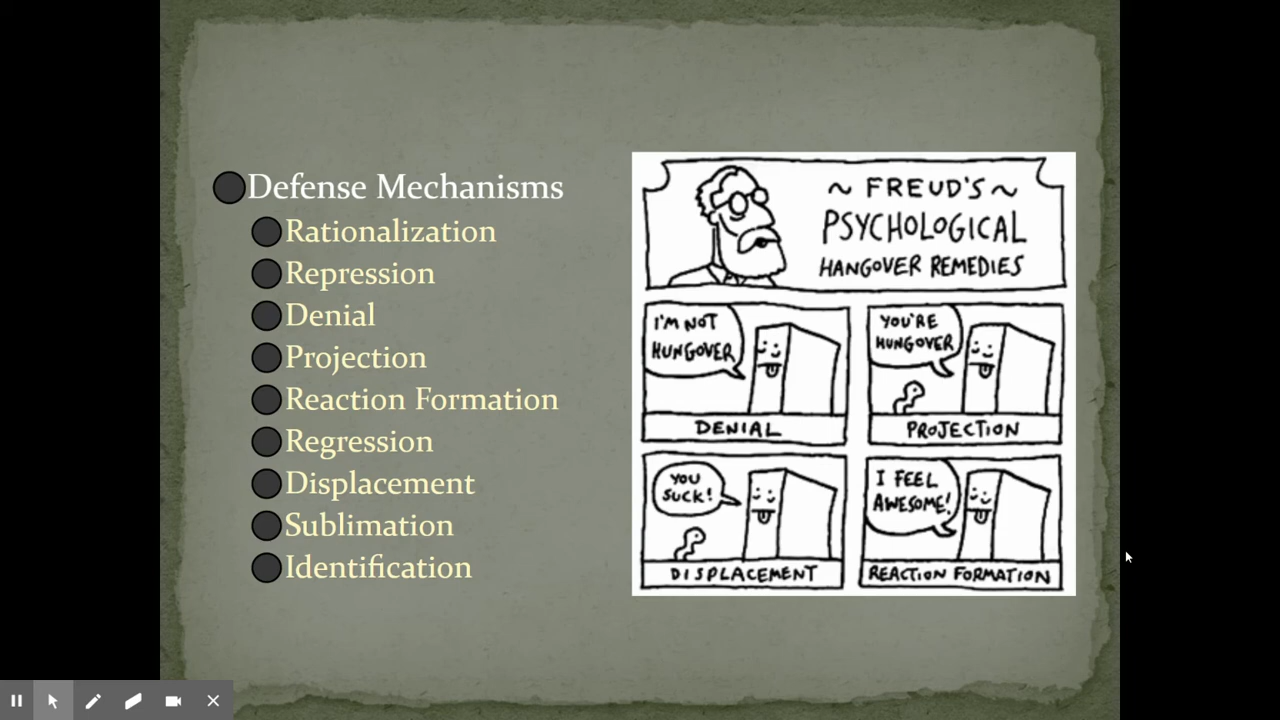 Defense Mechanisms
Rationalization
Repression
Denial
Projection
Reaction Formation
Regression
Displacement
Sublimation
Identification
~ FREUD'S ~
PSYCHOLOGICAL
HANGOVER REMEDIES
I'M NOT
HUNGOVER
DENIAL
YOU'RE
HUNGOVER
PROJECTION
YOU
SUCK!
DISPLACEMENT
I FEEL
AWESOME!
REACTION FORMATION